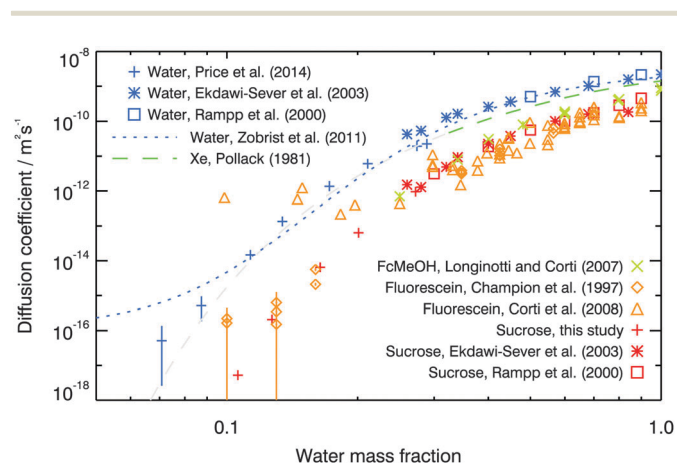 10-8
10-10
10-12
10-14
10-16
10-18
Diffusion coefficient / m²s⁻¹
Water, Price et al. (2014)
Water, Ekdawi-Sever et al. (2003)
Water, Rampp et al. (2000)
Water, Zobrist et al. (2011)
Xe, Pollack (1981)
FcMeOH, Longinotti and Corti (2007)
Fluorescein, Champion et al. (1997)
Fluorescein, Corti et al. (2008)
Sucrose, this study
Sucrose, Ekdawi-Sever et al. (2003)
Sucrose, Rampp et al. (2000)
0.1
1.0
Water mass fraction